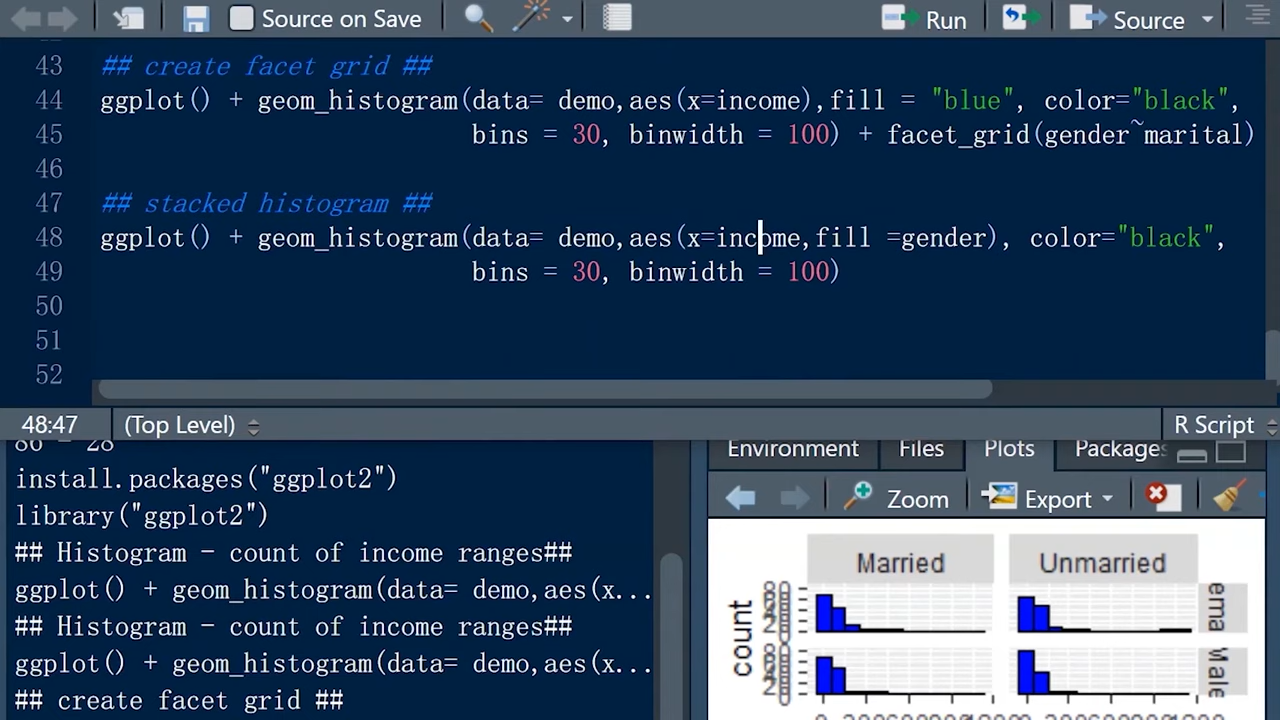 Source on Save Run Source
43 ## create facet grid ##
44 ggplot() + geom_histogram(data= demo,aes(x=income),fill = "blue", color="black",
45 bins = 30, binwidth = 100) + facet_grid(gender~marital)
46
47 ## stacked histogram ##
48 ggplot() + geom_histogram(data= demo,aes(x=income,fill =gender), color="black",
49 bins = 30, binwidth = 100)
50
51
52
48:47 (Top Level) R Script
86 - 28
install.packages("ggplot2")
library("ggplot2")
## Histogram - count of income ranges##
ggplot() + geom_histogram(data= demo,aes(x...
## Histogram - count of income ranges##
ggplot() + geom_histogram(data= demo,aes(x...
## create facet grid ##
Environment Files Plots Packages
Zoom Export
Married Unmarried
count
ema
Male